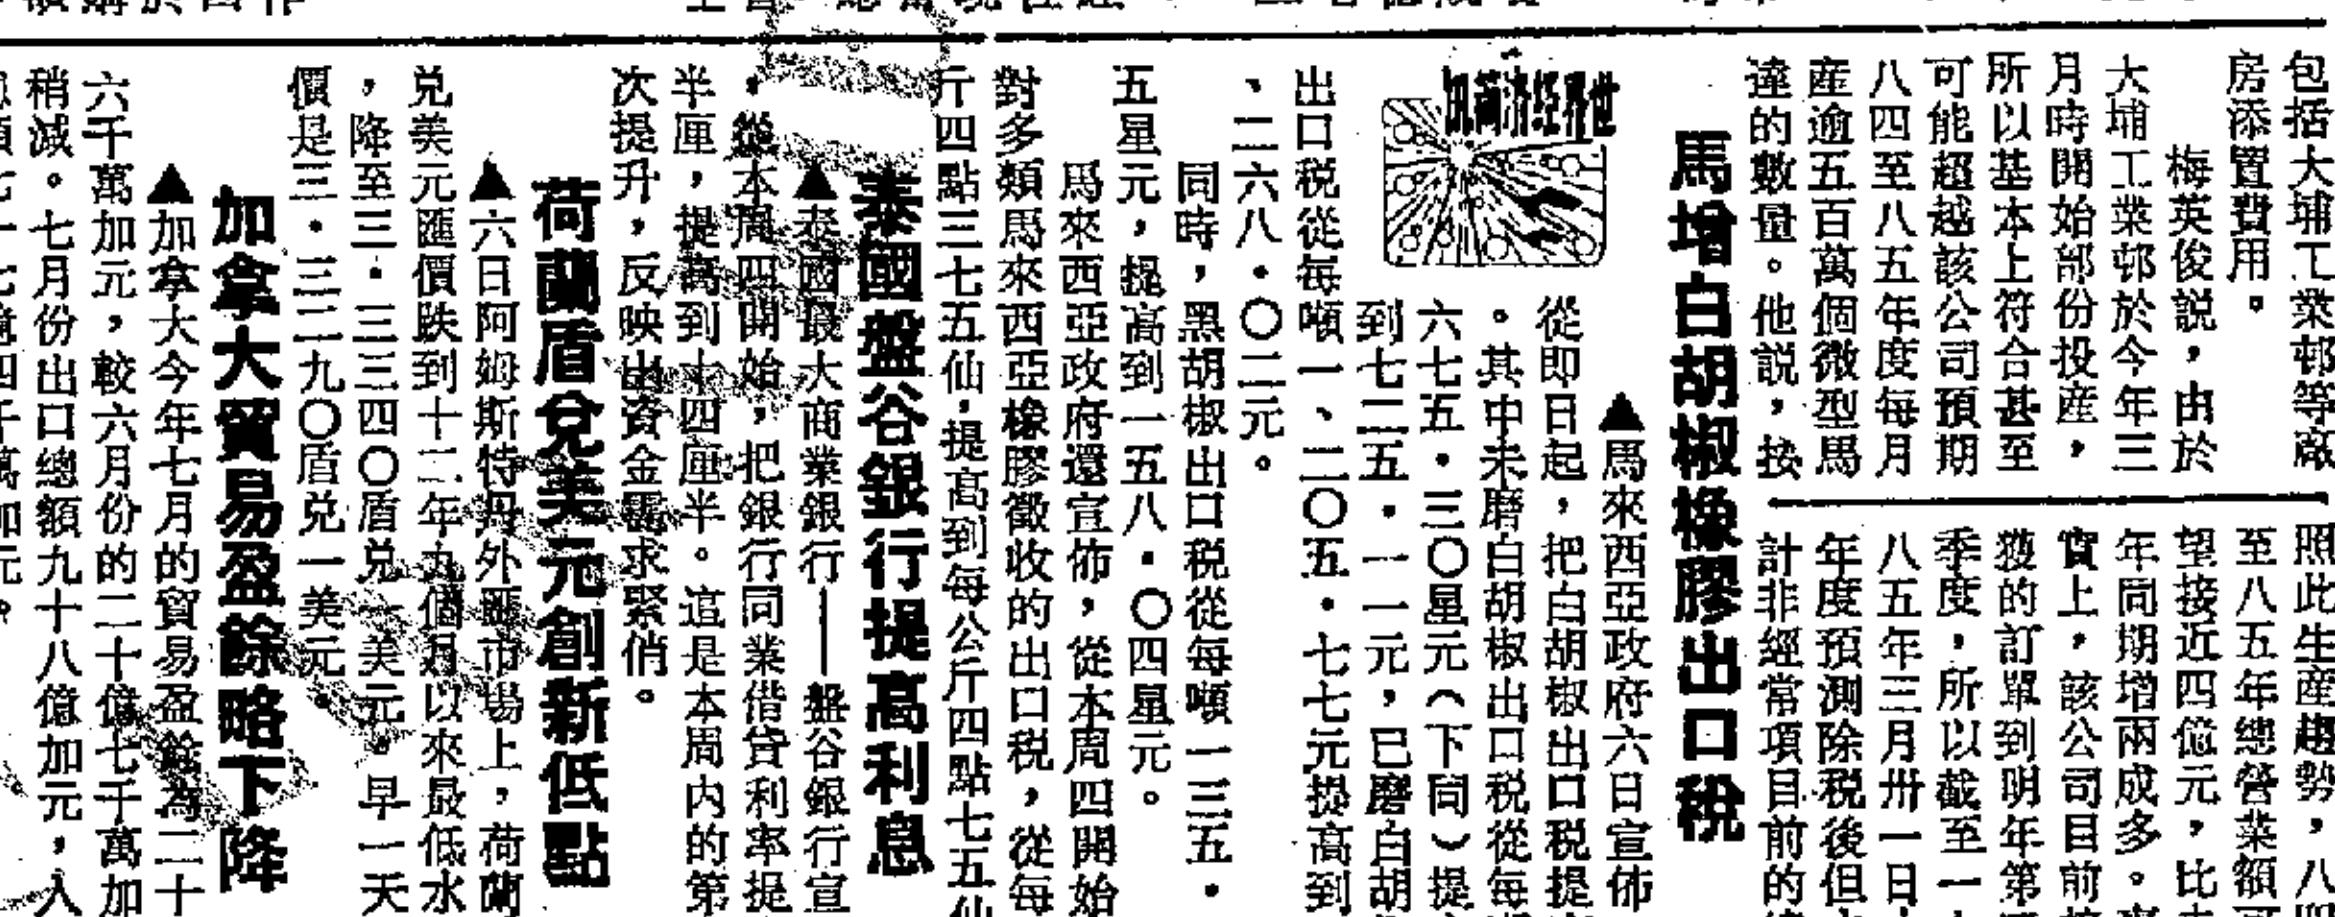 包括大埔工業邨等廠
房添置費用。
梅英俊説，由於
大埔工業邨於今年三
月時開始部份投産，
所以基本上符合甚至
可能超越該公司預期
八四至八五年度每月
産逾五百萬個微型馬
達的數量。他説，按
照此生産趨勢，八四
至八五年總營業額可
望接近四億元，比去
年同期增兩成多。事
實上，該公司目前接
獲的訂單到明年第
季度，所以截至一
八五年三月卅一日
年度預測除税後但
計非經常項目前的
世界經濟簡訊
馬增白胡椒橡膠出口税
▲馬來西亞政府六日宣佈
從即日起，把白胡椒出口税提
。其中未磨白胡椒出口税從每
六七五．三〇星元（下同）提
到七二五．一一元，已磨白胡
出口税從每噸一、二〇五．七七元提高到
、二六八．〇二元。
同時，黑胡椒出口税從每噸一三五．
五星元，提高到一五八．〇四星元。
馬來西亞政府還宣佈，從本周四開始
對多類馬來西亞橡膠徵收的出口税，從每
斤四點三七五仙，提高到每公斤四點七五仙
泰國盤谷銀行提高利息
▲泰國最大商業銀行——盤谷銀行宣
，從本周四開始，把銀行同業借貸利率提
半厘，提高到十四厘半。這是本周内的第
次提升，反映出資金需求緊俏。
荷蘭盾兌美元創新低點
▲六日阿姆斯特丹外匯市場上，荷蘭
兑美元匯價跌到十二年九個月以來最低水
，降至三．三三四〇盾兑一美元。早一天
價是三．三二九〇盾兑一美元
加拿大貿易盈餘略下降
▲加拿大今年七月的貿易盈餘為二十
六千萬加元，較六月份的二十億七千萬加
稍減。七月份出口總額九十八億加元，入
總額七十七億四千萬加元。